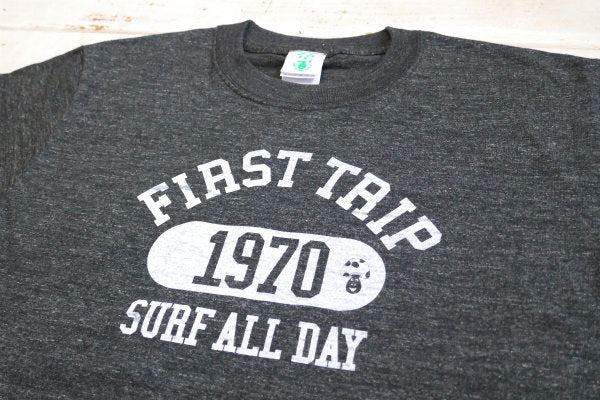 FIRST TRIP
1970
SURF ALL DAY